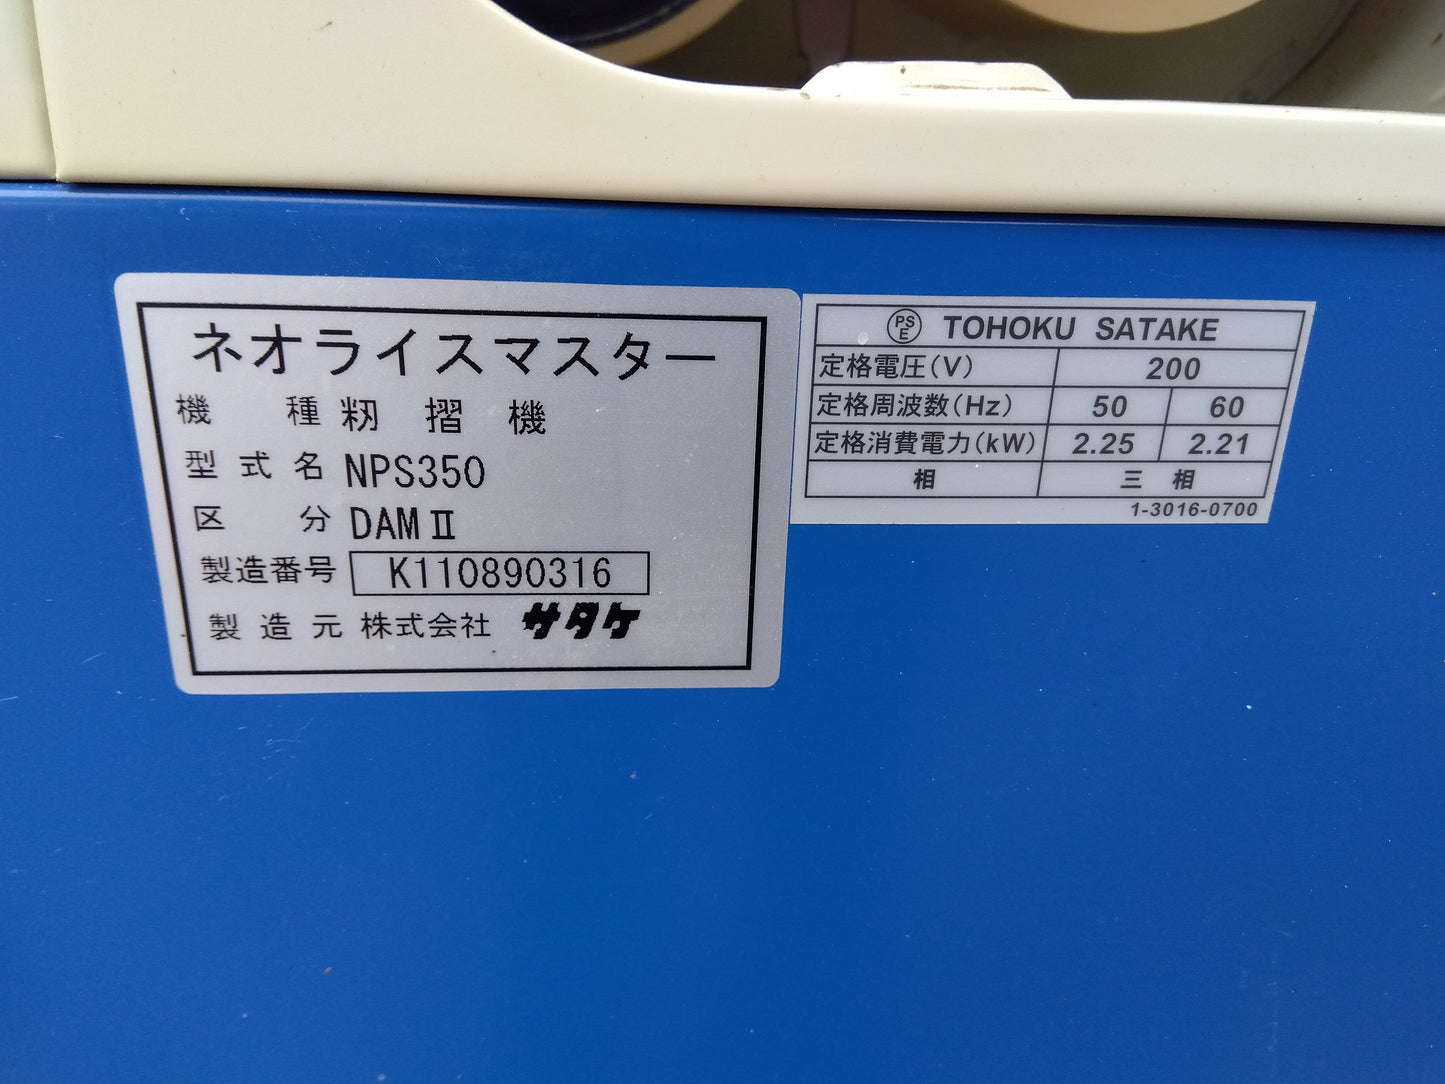 ネオライスマスター
機種 籾摺機
型式名 NPS350
区分 DAMⅡ
製造番号 K110890316
製造元 株式会社 サタケ
PSE TOHOKU SATAKE
定格電圧(V) 200
定格周波数(Hz) 50 60
定格消費電力(kW) 2.25 2.21
相 三相
1-3016-0700